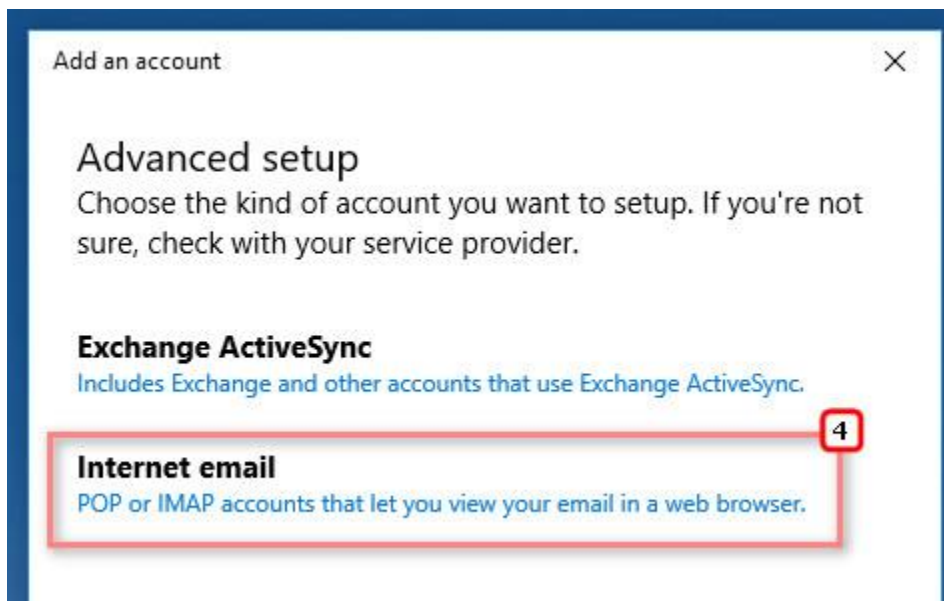 Add an account
Advanced setup
Choose the kind of account you want to setup. If you're not
sure, check with your service provider.
Exchange ActiveSync
Includes Exchange and other accounts that use Exchange ActiveSync.
4
Internet email
POP or IMAP accounts that let you view your email in a web browser.